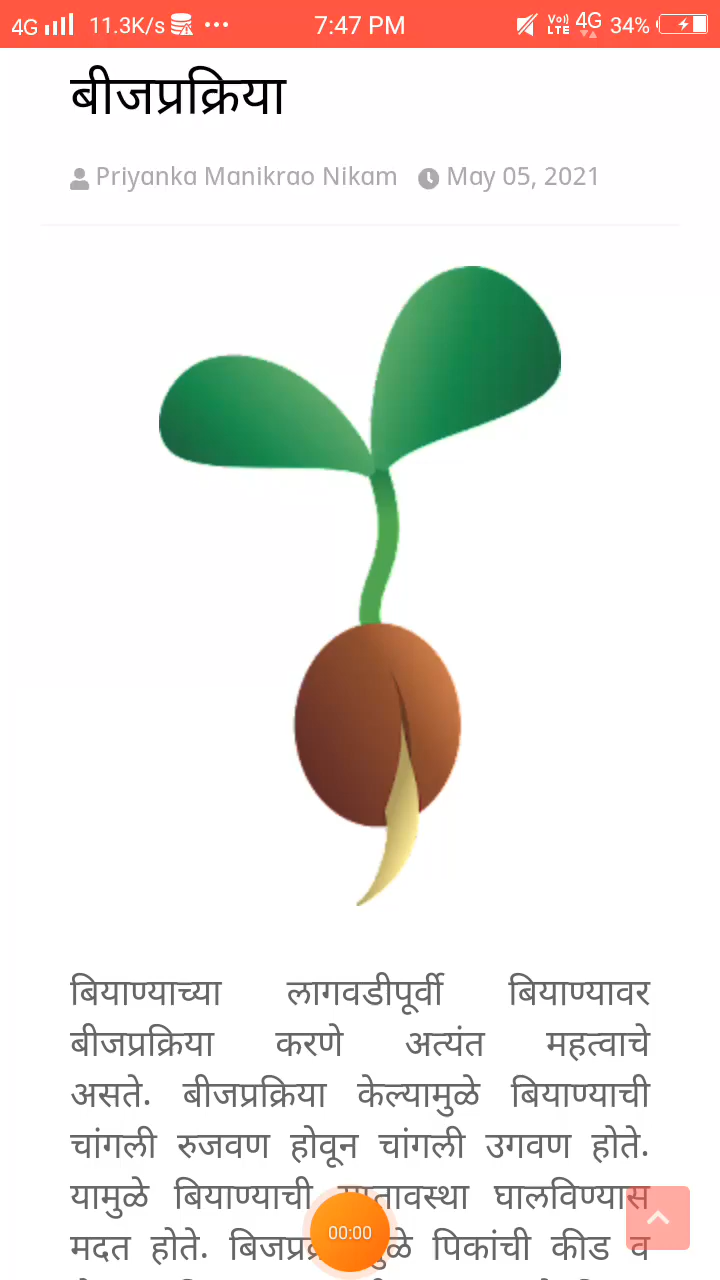 4G 11.3K/s ... 7:47 PM VoLTE 4G 34%
बीजप्रक्रिया
Priyanka Manikrao Nikam May 05, 2021
बियाण्याच्या लागवडीपूर्वी बियाण्यावर
बीजप्रक्रिया करणे अत्यंत महत्वाचे
असते. बीजप्रक्रिया केल्यामुळे बियाण्याची
चांगली रुजवण होवून चांगली उगवण होते.
यामुळे बियाण्याची घालविण्यास
मदत होते. पिकांची कीड व
00:00